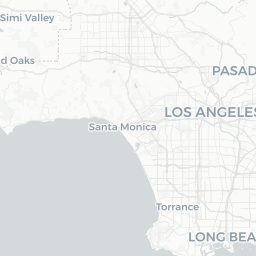 Simi Valley
d Oaks
PASAD
LOS ANGELES
Santa Monica
Torrance
LONG BEA